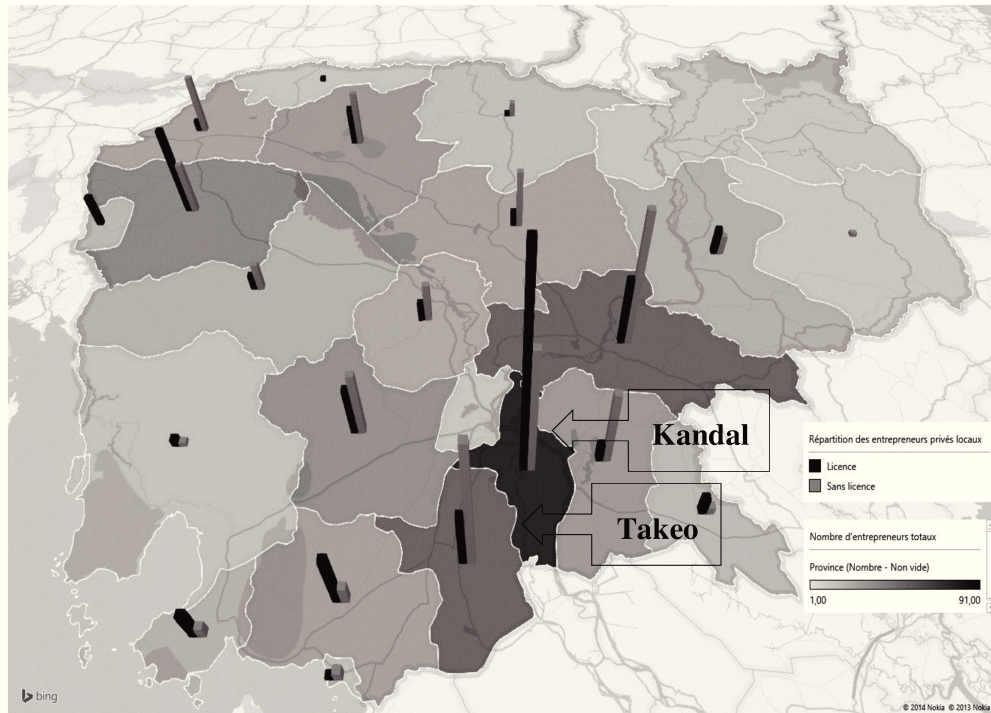 Kandal
Takeo
Répartition des entrepreneurs privés locaux
Licence
Sans licence
Nombre d'entrepreneurs totaux
Province (Nombre - Non vide)
1,00 91,00
bing
© 2014 Nokia © 2013 Nokia